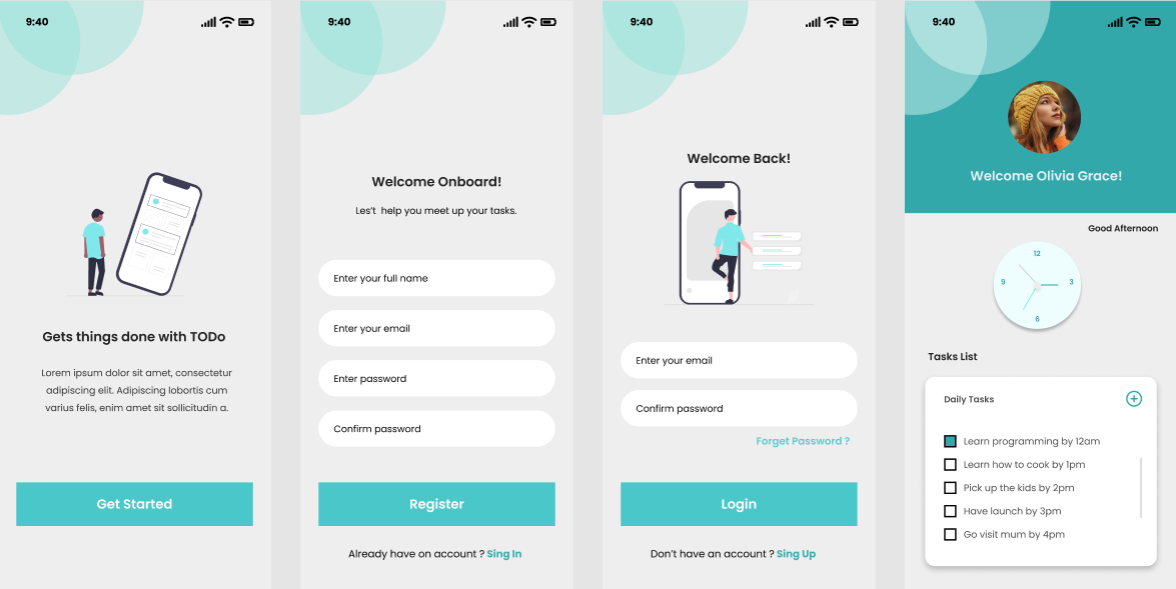 9:40
Gets things done with TODo
Lorem ipsum dolor sit amet, consectetur
adipiscing elit. Adipiscing lobortis cum
varius felis, enim amet sit sollicitudin a.
Get Started
9:40
Welcome Onboard!
Les't help you meet up your tasks.
Enter your full name
Enter your email
Enter password
Confirm password
Register
Already have on account ? Sing In
9:40
Welcome Back!
Enter your email
Confirm password
Forget Password ?
Login
Don't have an account ? Sing Up
9:40
Welcome Olivia Grace!
Good Afternoon
12
9 3
6
Tasks List
Daily Tasks
Learn programming by 12am
Learn how to cook by 1pm
Pick up the kids by 2pm
Have launch by 3pm
Go visit mum by 4pm